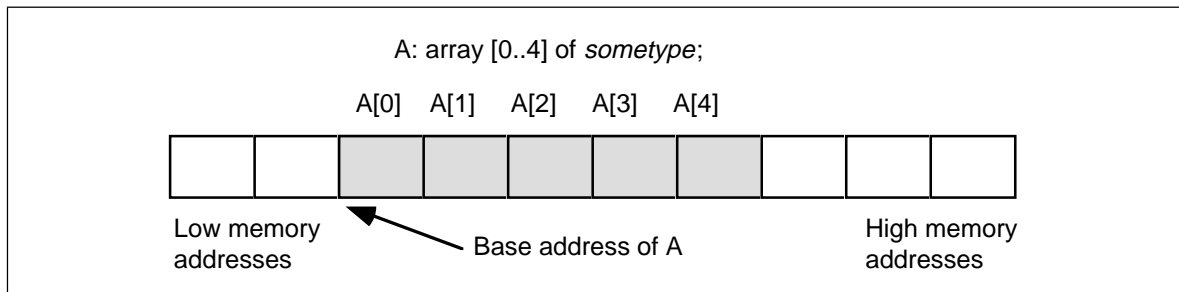 A: array [0..4] of sometype;
A[0] A[1] A[2] A[3] A[4]
Low memory
addresses
Base address of A
High memory
addresses